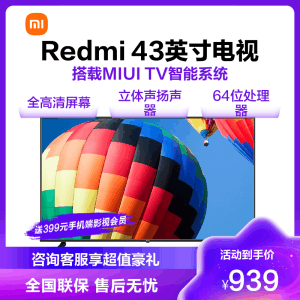 mi
Redmi 43英寸电视
搭载MIUI TV智能系统
全高清屏幕
立体声扬声器
64位处理器
送399元手机端影视会员
咨询客服享超值豪礼
活动到手价
全国联保 售后无忧
¥939